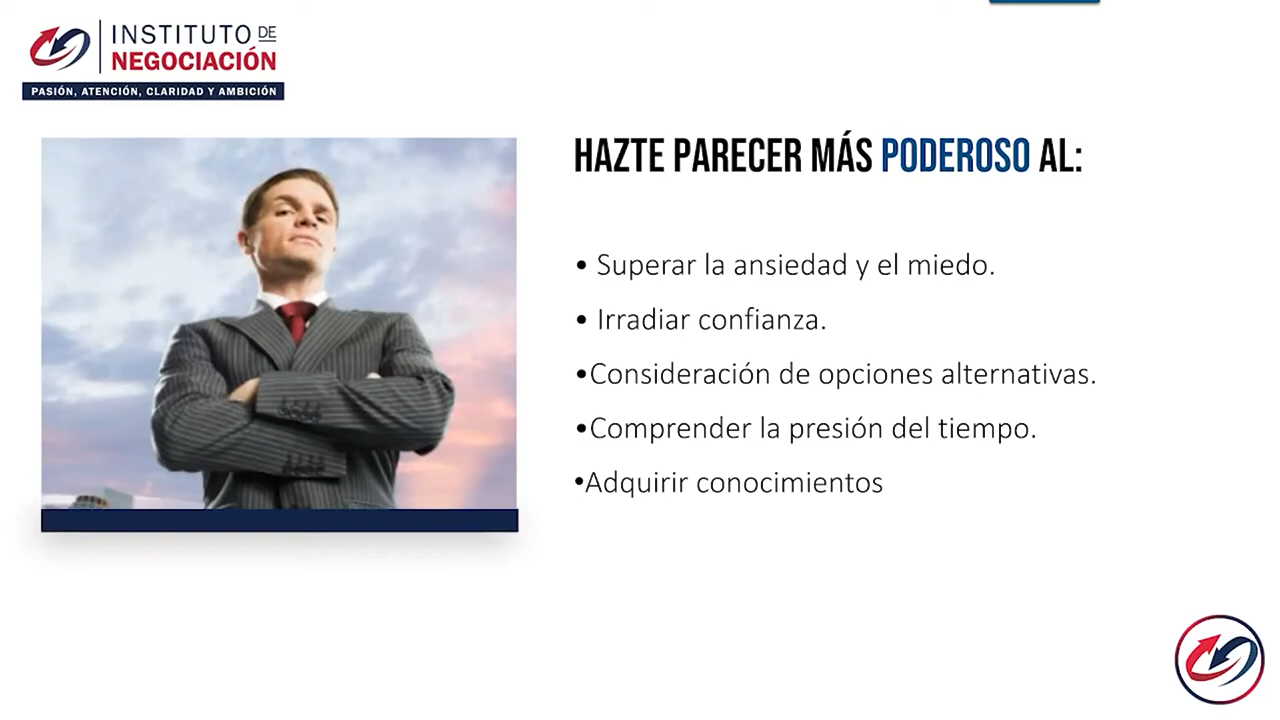 INSTITUTO DE
NEGOCIACIÓN
PASIÓN, ATENCIÓN, CLARIDAD Y AMBICIÓN
HAZTE PARECER MÁS PODEROSO AL:
• Superar la ansiedad y el miedo.
• Irradiar confianza.
•Consideración de opciones alternativas.
•Comprender la presión del tiempo.
•Adquirir conocimientos